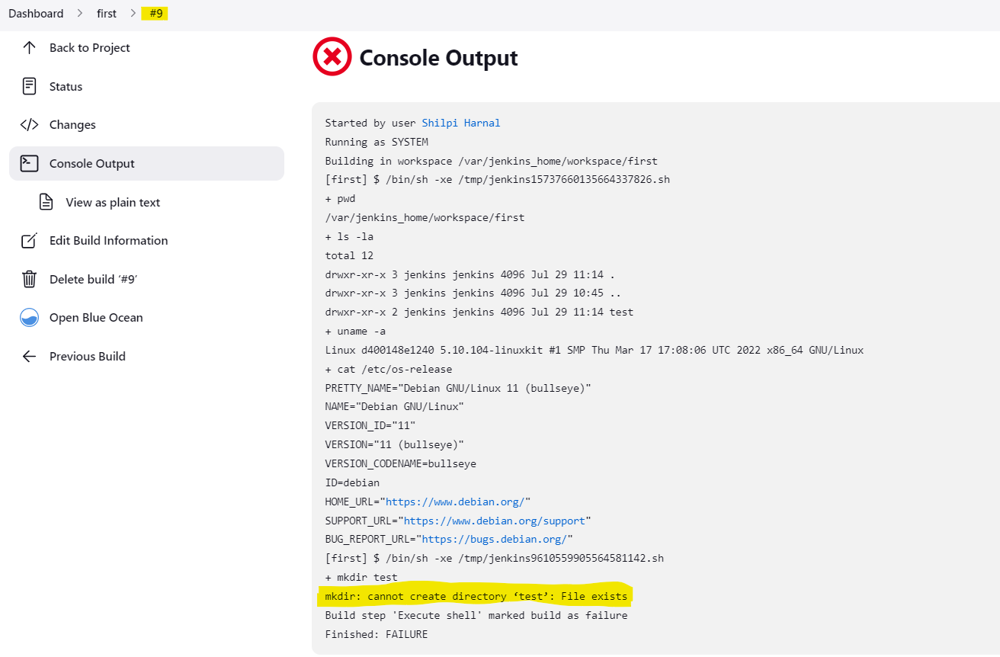 Dashboard > first > #9
Back to Project
Status
Changes
Console Output
View as plain text
Edit Build Information
Delete build ‘#9’
Open Blue Ocean
Previous Build
Console Output
Started by user Shilpi Harnal
Running as SYSTEM
Building in workspace /var/jenkins_home/workspace/first
[first] $ /bin/sh -xe /tmp/jenkins15737660135664337826.sh
+ pwd
/var/jenkins_home/workspace/first
+ ls -la
total 12
drwxr-xr-x 3 jenkins jenkins 4096 Jul 29 11:14 .
drwxr-xr-x 3 jenkins jenkins 4096 Jul 29 10:45 ..
drwxr-xr-x 2 jenkins jenkins 4096 Jul 29 11:14 test
+ uname -a
Linux d400148e1240 5.10.104-linuxkit #1 SMP Thu Mar 17 17:08:06 UTC 2022 x86_64 GNU/Linux
+ cat /etc/os-release
PRETTY_NAME="Debian GNU/Linux 11 (bullseye)"
NAME="Debian GNU/Linux"
VERSION_ID="11"
VERSION="11 (bullseye)"
VERSION_CODENAME=bullseye
ID=debian
HOME_URL="https://www.debian.org/"
SUPPORT_URL="https://www.debian.org/support"
BUG_REPORT_URL="https://bugs.debian.org/"
[first] $ /bin/sh -xe /tmp/jenkins9610559905564581142.sh
+ mkdir test
mkdir: cannot create directory ‘test’: File exists
Build step 'Execute shell' marked build as failure
Finished: FAILURE